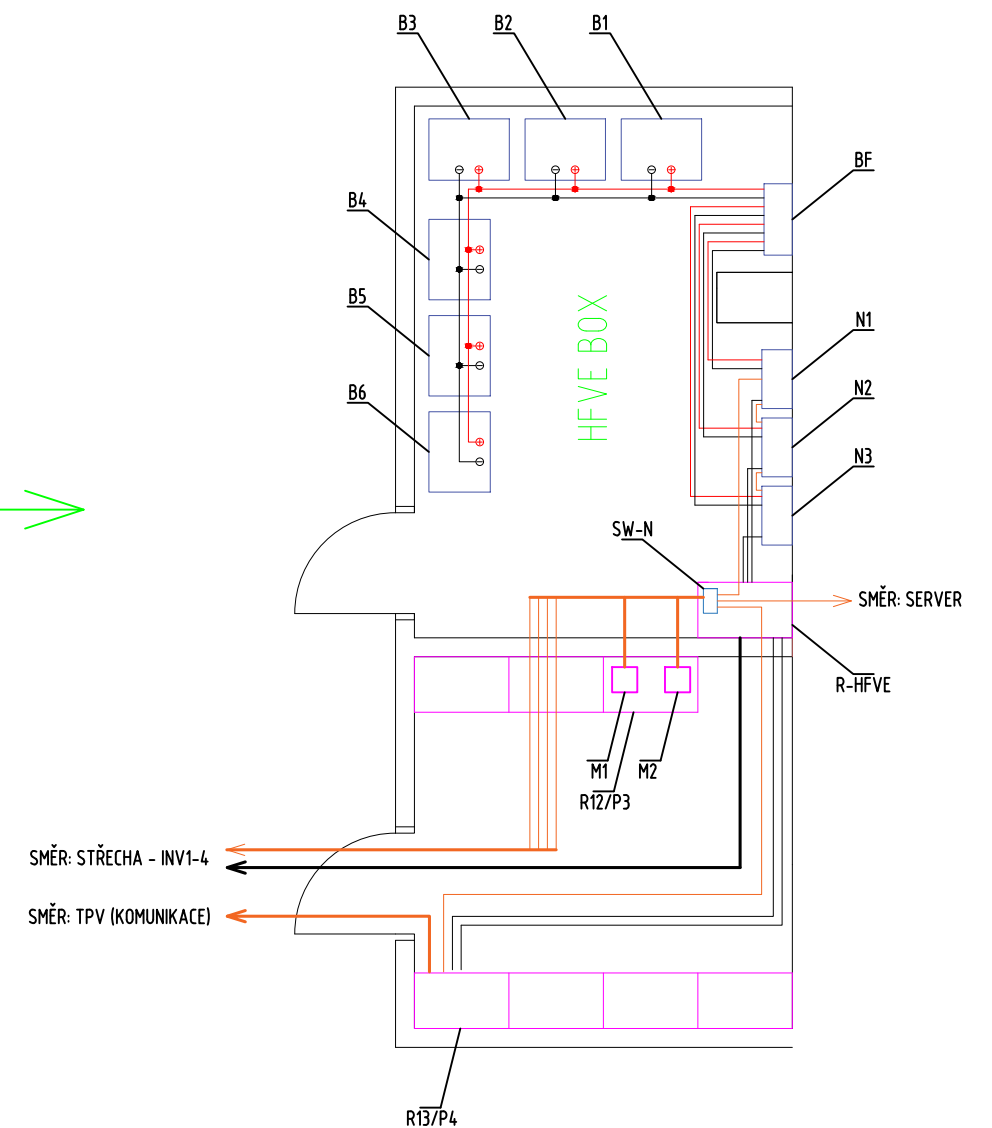 B3
B2
B1
BF
B4
B5
HFVE BOX
N1
B6
N2
N3
SW-N
SMĚR: SERVER
R-HFVE
M1
M2
R12/P3
SMĚR: STŘECHA - INV1-4
SMĚR: TPV (KOMUNIKACE)
R13/P4